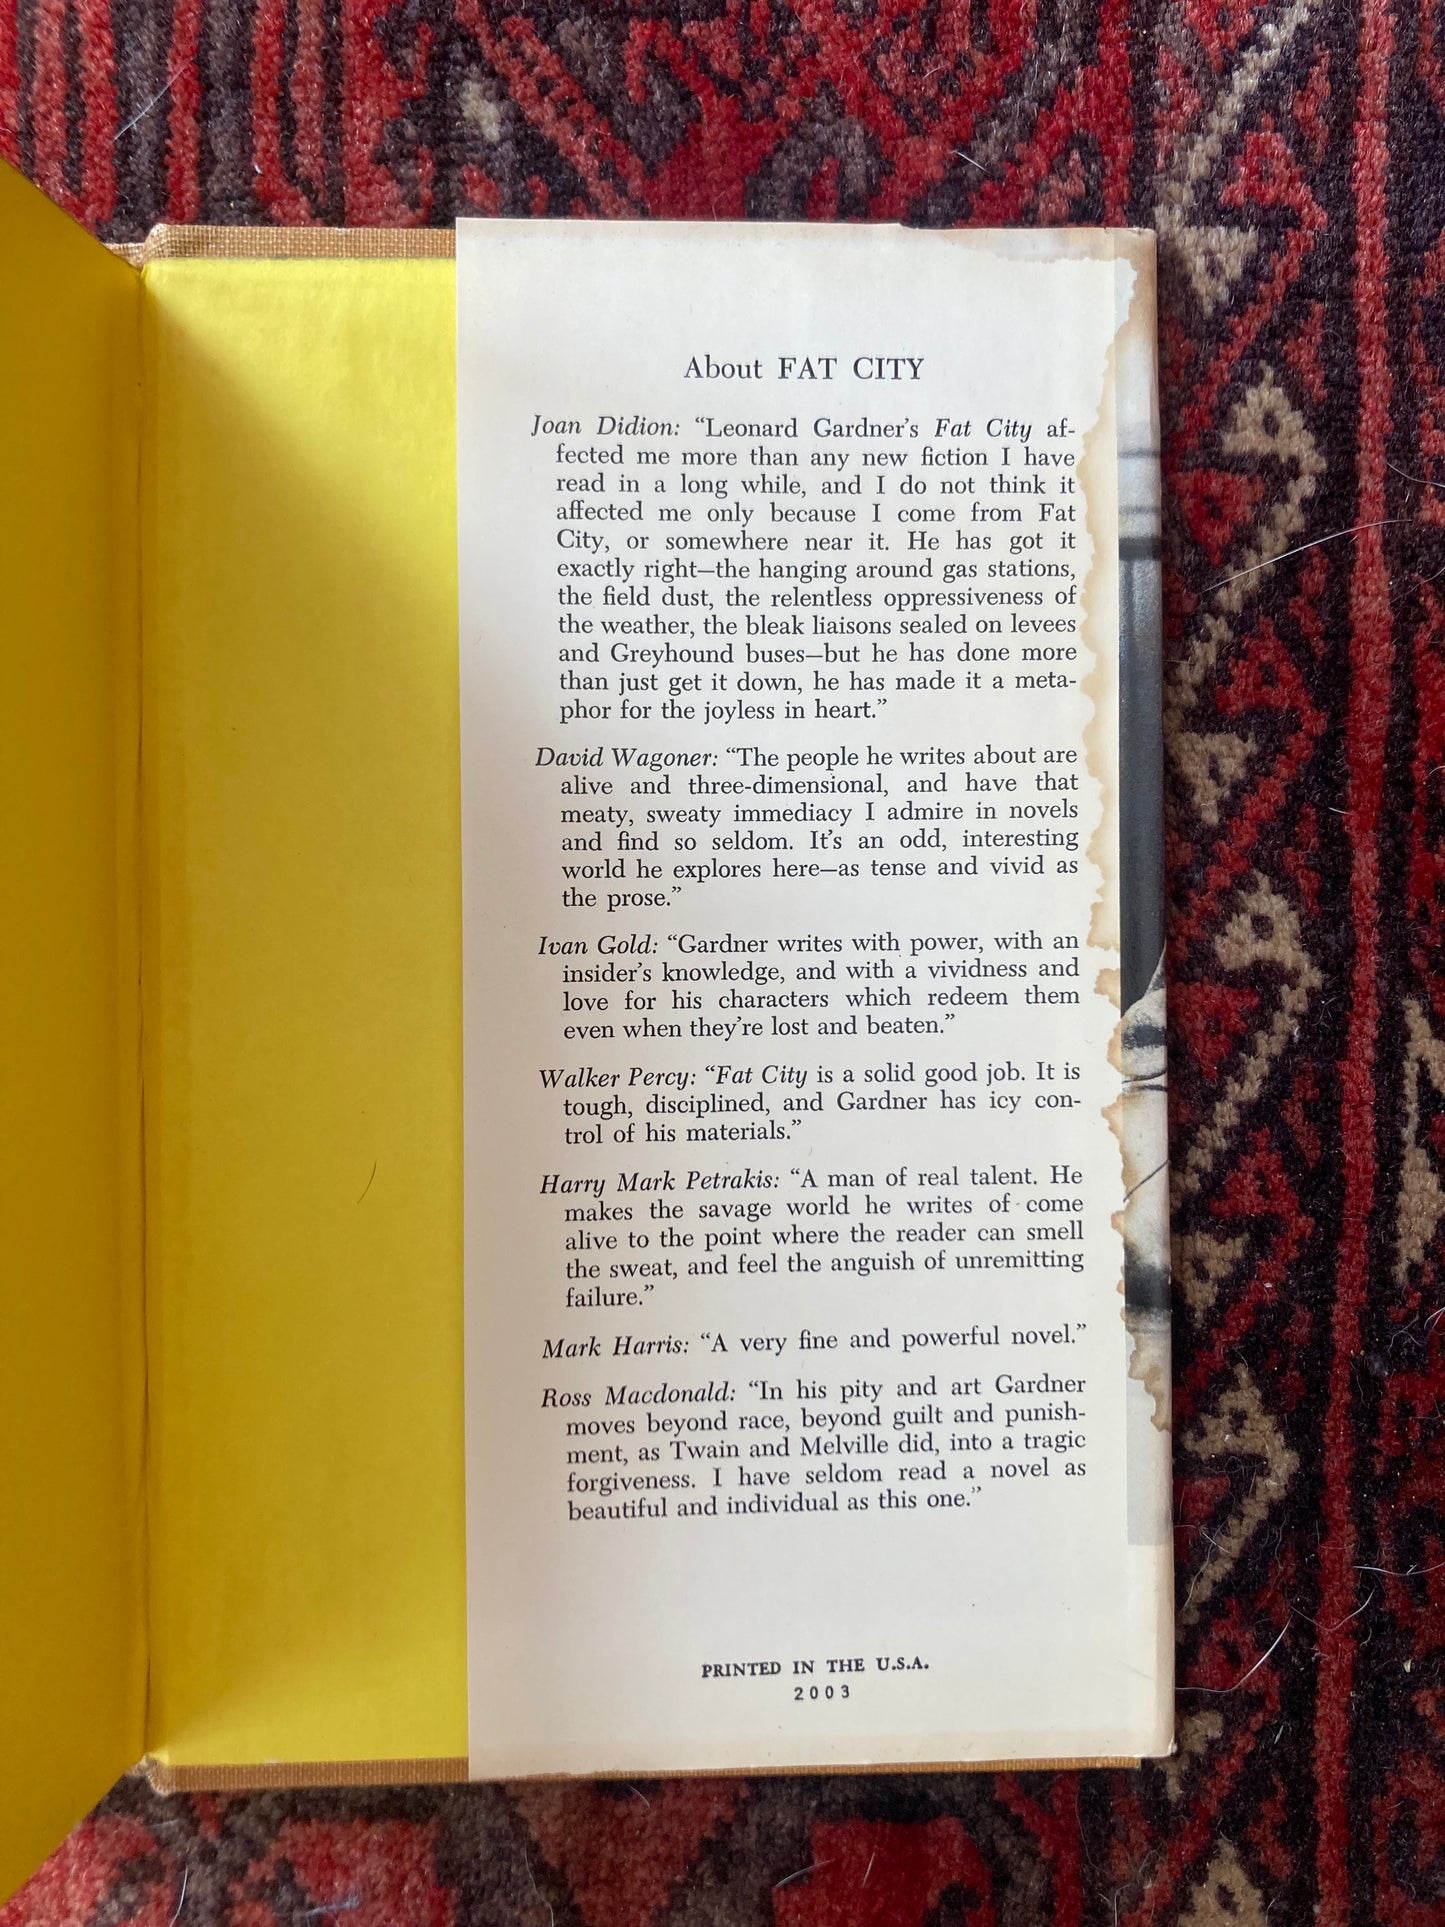 About FAT CITY
Joan Didion: “Leonard Gardner’s Fat City af-
fected me more than any new fiction I have
read in a long while, and I do not think it
affected me only because I come from Fat
City, or somewhere near it. He has got it
exactly right—the hanging around gas stations,
the field dust, the relentless oppressiveness of
the weather, the bleak liaisons sealed on levees
and Greyhound buses—but he has done more
than just get it down, he has made it a meta-
phor for the joyless in heart.”
David Wagoner: “The people he writes about are
alive and three-dimensional, and have that
meaty, sweaty immediacy I admire in novels
and find so seldom. It’s an odd, interesting
world he explores here—as tense and vivid as
the prose.”
Ivan Gold: “Gardner writes with power, with an
insider’s knowledge, and with a vividness and
love for his characters which redeem them
even when they’re lost and beaten.”
Walker Percy: “Fat City is a solid good job. It is
tough, disciplined, and Gardner has icy con-
trol of his materials.”
Harry Mark Petrakis: “A man of real talent. He
makes the savage world he writes of come
alive to the point where the reader can smell
the sweat, and feel the anguish of unremitting
failure.”
Mark Harris: “A very fine and powerful novel.”
Ross Macdonald: “In his pity and art Gardner
moves beyond race, beyond guilt and punish-
ment, as Twain and Melville did, into a tragic
forgiveness. I have seldom read a novel as
beautiful and individual as this one.”
PRINTED IN THE U.S.A.
2003